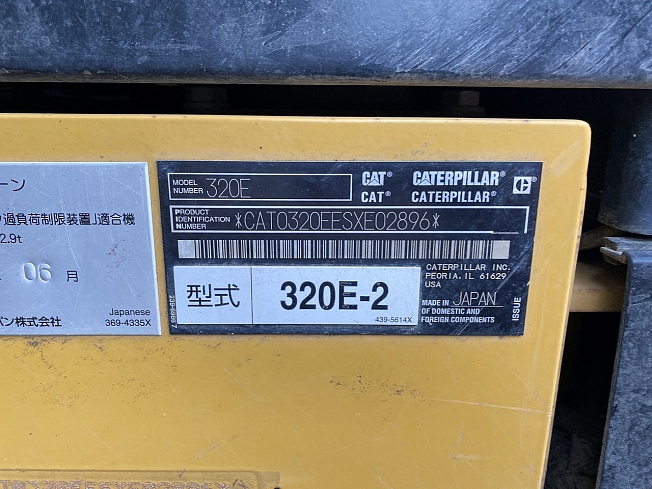 ーン
過負荷制限装置」適合機
2.9t
06 月
Japanese
パン株式会社 369-4335X
MODEL NUMBER 320E
CAT CATERPILLAR
CAT CATERPILLAR
PRODUCT IDENTIFICATION NUMBER *CAT0320EESXE02896*
CATERPILLAR INC.
PEORIA, IL 61629
USA
型式 320E-2
439-5614X
MADE IN JAPAN
OF DOMESTIC AND
FOREIGN COMPONENTS
ISSUE